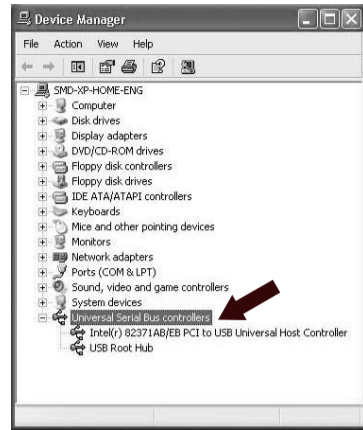 Device Manager
File Action View Help
SMD-XP-HOME-ENG
Computer
Disk drives
Display adapters
DVD/CD-ROM drives
Floppy disk controllers
Floppy disk drives
IDE ATA/ATAPI controllers
Keyboards
Mice and other pointing devices
Monitors
Network adapters
Ports (COM & LPT)
Sound, video and game controllers
System devices
Universal Serial Bus controllers
Intel(r) 82371AB/EB PCI to USB Universal Host Controller
USB Root Hub